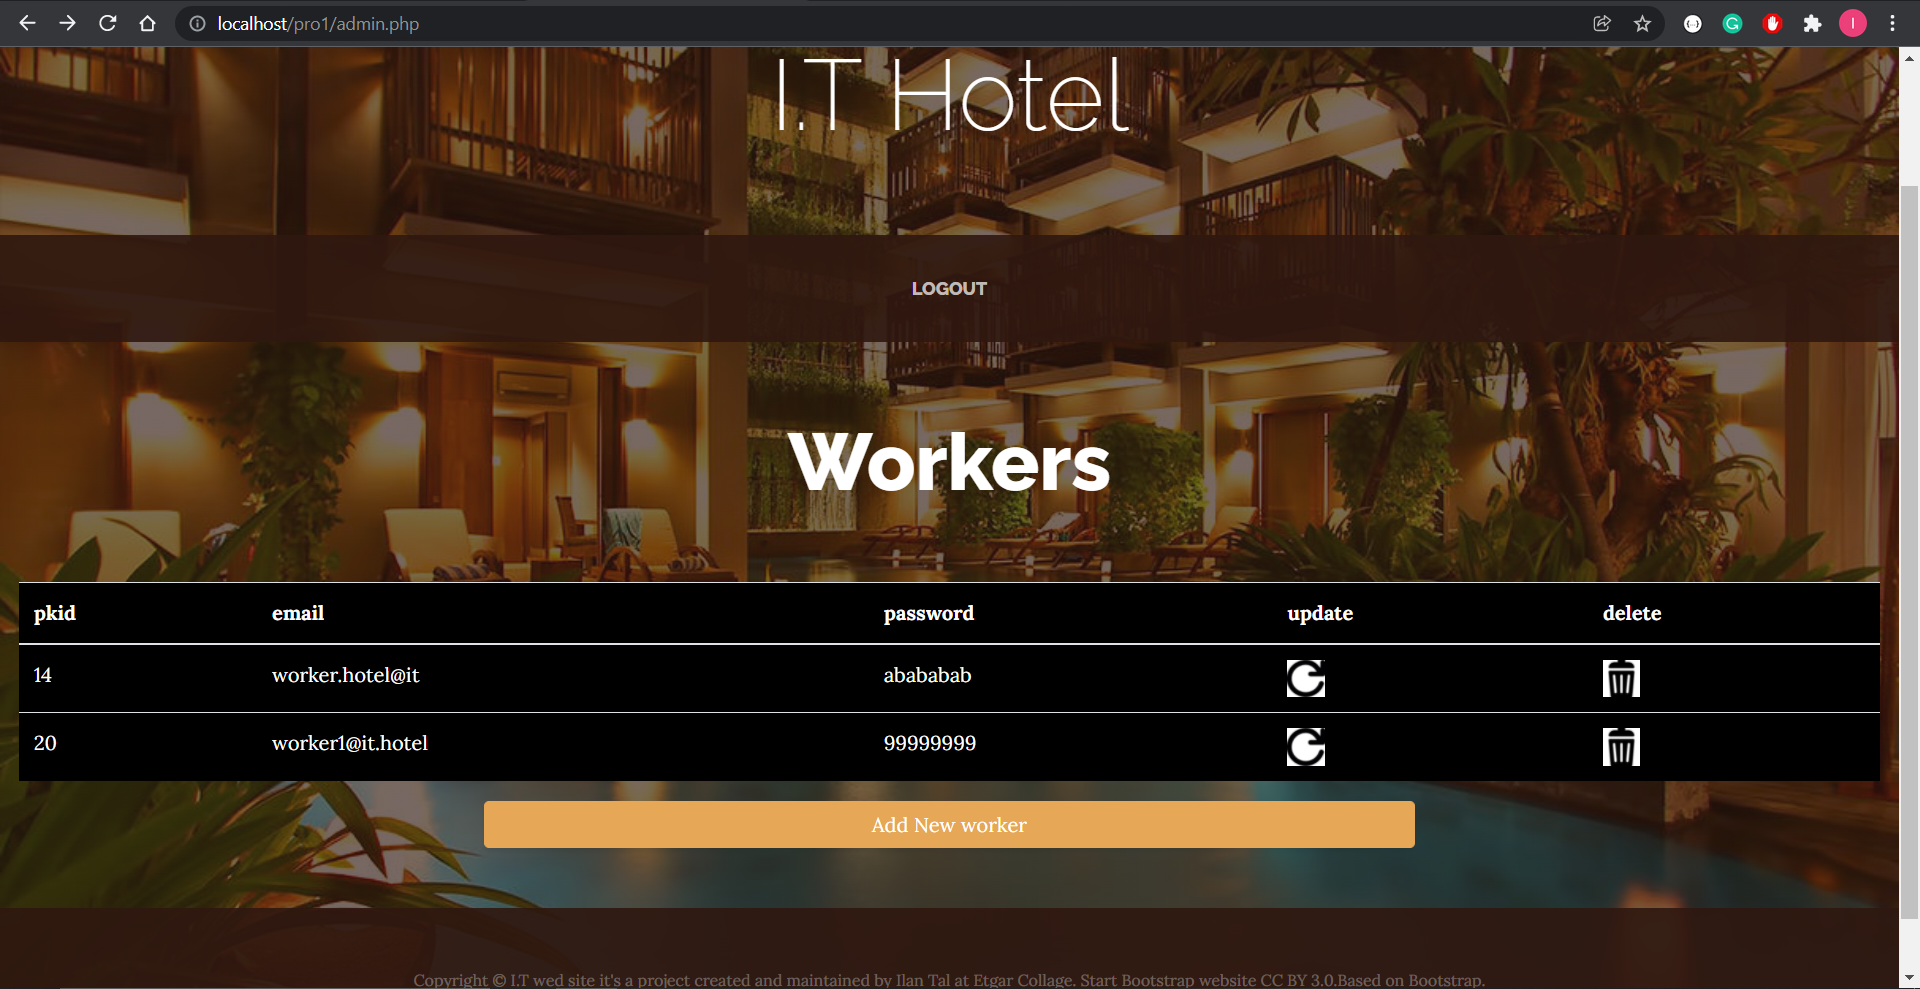 localhost/pro1/admin.php
I.T Hotel
LOGOUT
Workers
pkid email password update delete
14 worker.hotel@it abababab
20 worker1@it.hotel 99999999
Add New worker
Copyright © I.T wed site it's a project created and maintained by Ilan Tal at Etgar Collage. Start Bootstrap website CC BY 3.0.Based on Bootstrap.